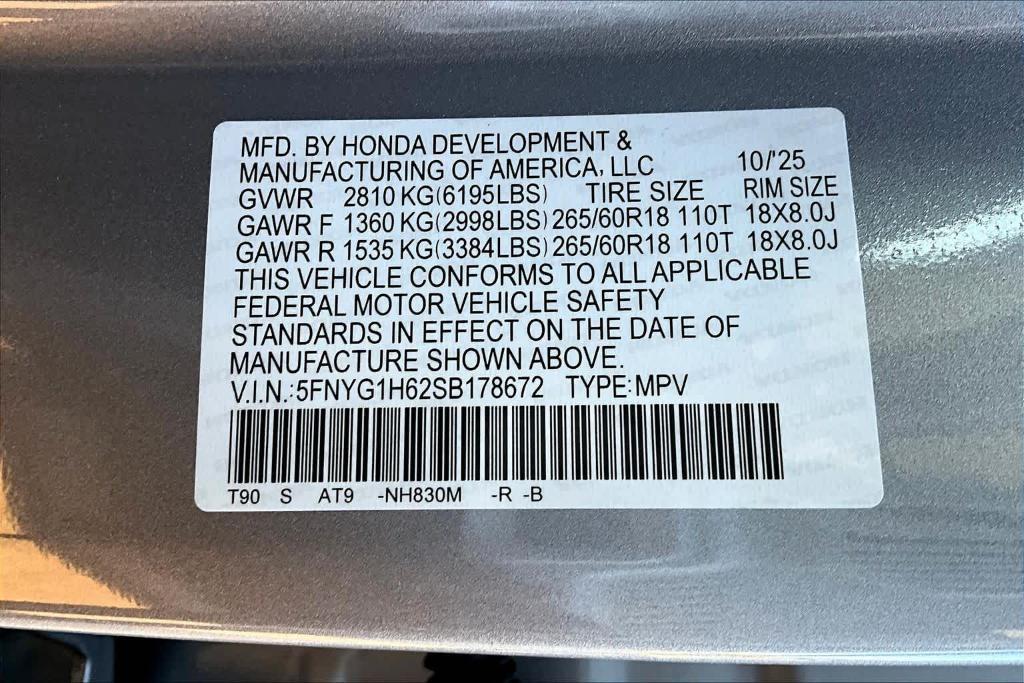 MFD. BY HONDA DEVELOPMENT &
MANUFACTURING OF AMERICA, LLC 10/'25
GVWR 2810 KG(6195LBS) TIRE SIZE RIM SIZE
GAWR F 1360 KG(2998LBS) 265/60R18 110T 18X8.0J
GAWR R 1535 KG(3384LBS) 265/60R18 110T 18X8.0J
THIS VEHICLE CONFORMS TO ALL APPLICABLE
FEDERAL MOTOR VEHICLE SAFETY
STANDARDS IN EFFECT ON THE DATE OF
MANUFACTURE SHOWN ABOVE.
V.I.N.:5FNYG1H62SB178672 TYPE:MPV
T90 S AT9 -NH830M -R -B